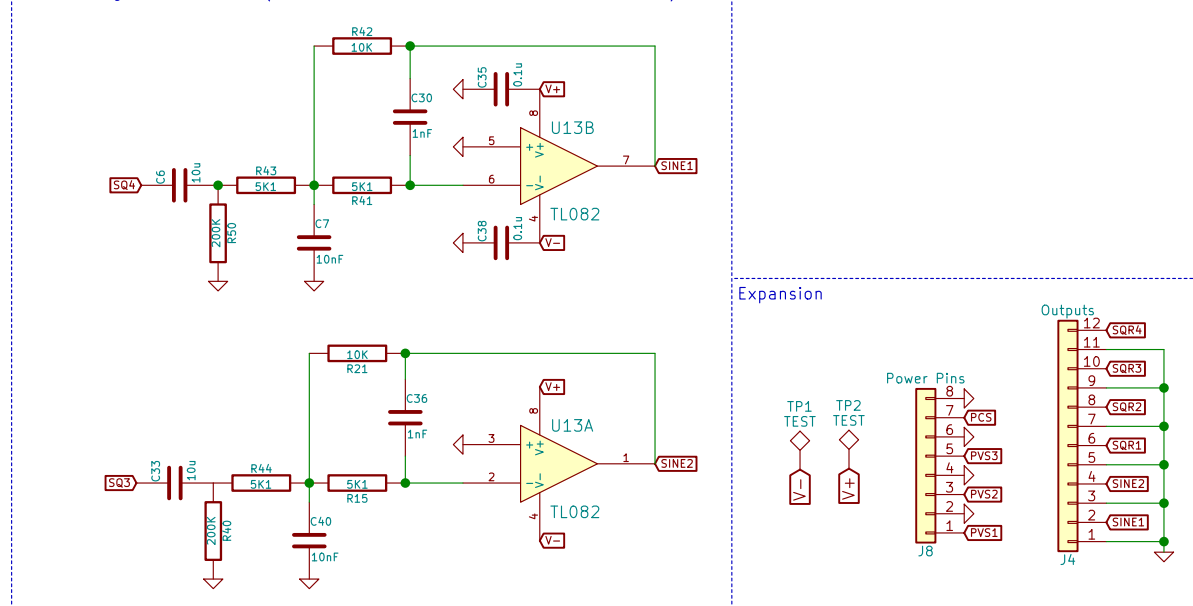 R42
10K
C35
0.1u
V+
C30
1nF
8
U13B
5
+
V+
7
SINE1
SQ4
C6
10u
R43
5K1
5K1
R41
6
-
V-
TL082
4
200K
R50
C7
10nF
C38
0.1u
V-
10K
R21
V+
C36
1nF
8
U13A
3
+
V+
1
SINE2
SQ3
C33
10u
R44
5K1
5K1
R15
2
-
V-
TL082
4
200K
R40
C40
10nF
V-
Expansion
TP1
TEST
V-
TP2
TEST
V+
Power Pins
8
7
PCS
6
5
PVS3
4
3
PVS2
2
1
PVS1
J8
Outputs
12
SQR4
11
10
SQR3
9
8
SQR2
7
6
SQR1
5
4
SINE2
3
2
SINE1
1
J4